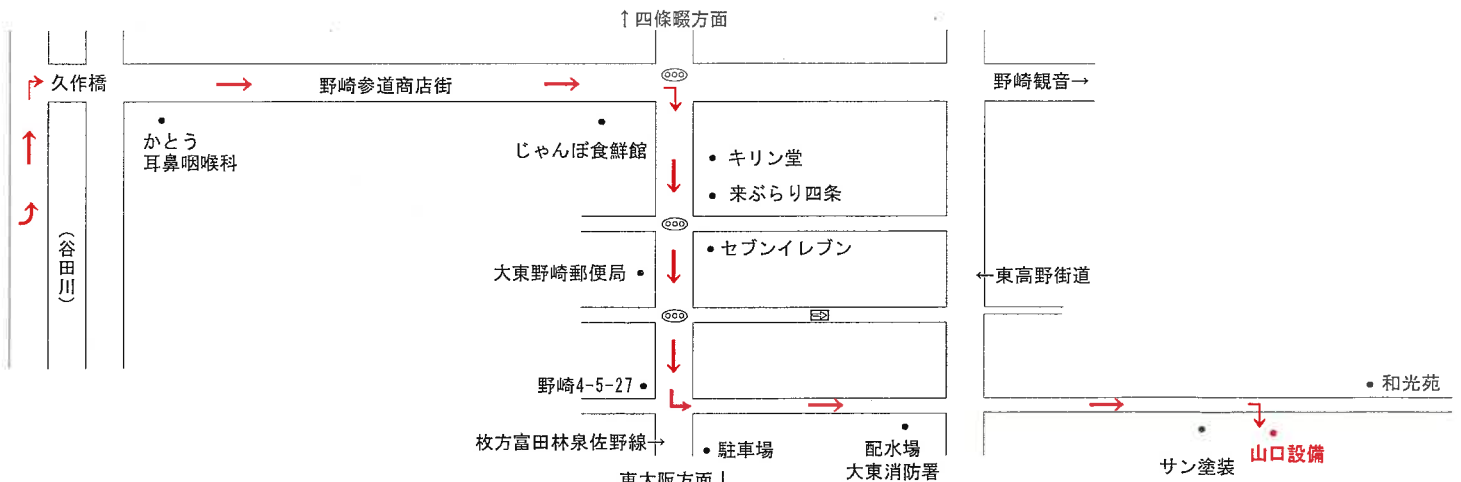 ↑四條畷方面
久作橋
野崎参道商店街
野崎観音→
かとう
耳鼻咽喉科
じゃんぼ食鮮館
キリン堂
来ぶらり四条
(谷田川)
セブンイレブン
大東野崎郵便局
←東高野街道
野崎4-5-27
和光苑
枚方富田林泉佐野線→
駐車場
配水場
大東消防署
サン塗装
山口設備
東大阪方面↓